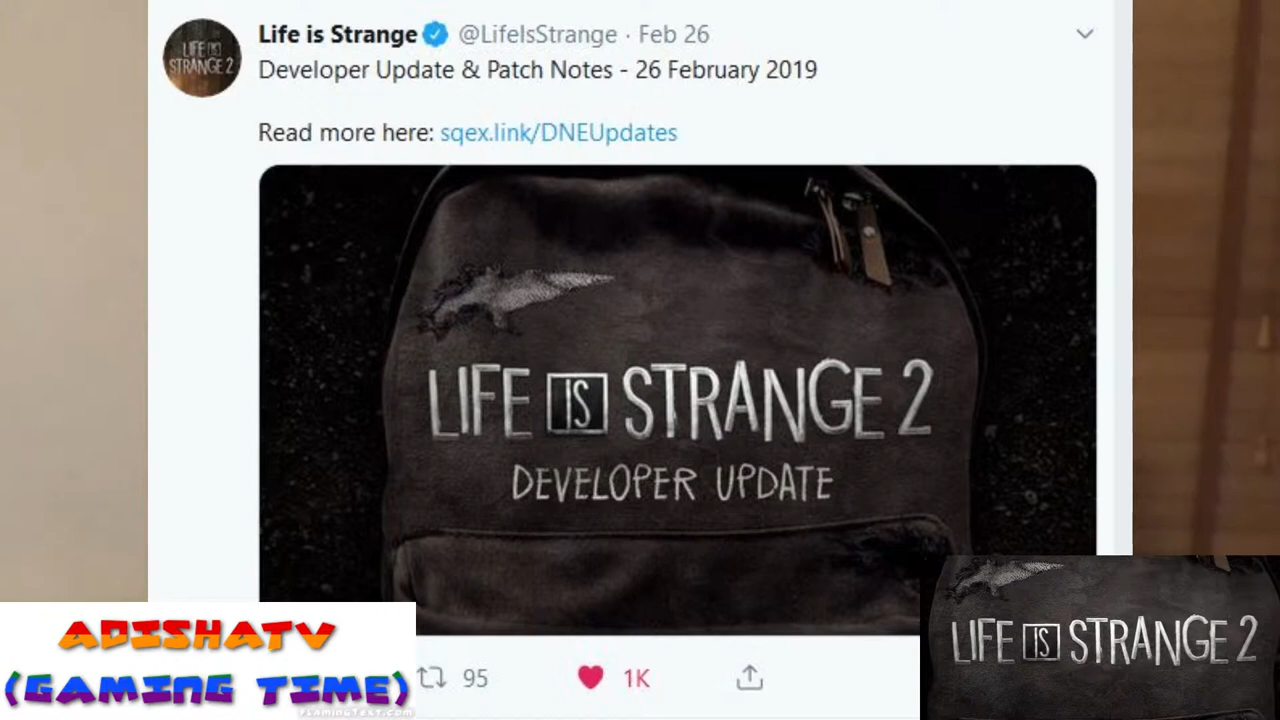 Life is Strange @LifeIsStrange · Feb 26
Developer Update & Patch Notes - 26 February 2019
Read more here: sqex.link/DNEUpdates
LIFE IS STRANGE 2
LIFE IS STRANGE 2
DEVELOPER UPDATE
95 1K
ADISHATV
(GAMING TIME)
FlamingText.com
LIFE IS STRANGE 2